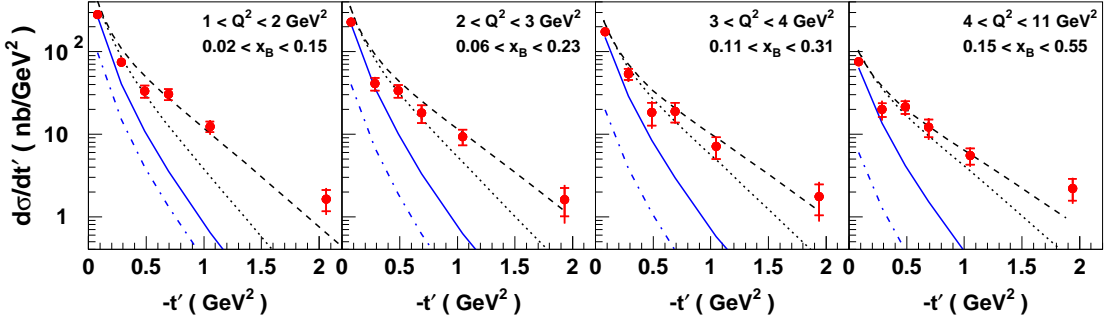 dσ/dt′ ( nb/GeV²)
10²
10
1
1 < Q² < 2 GeV²
0.02 < x_B < 0.15
2 < Q² < 3 GeV²
0.06 < x_B < 0.23
3 < Q² < 4 GeV²
0.11 < x_B < 0.31
4 < Q² < 11 GeV²
0.15 < x_B < 0.55
0 0.5 1 1.5 2 0 0.5 1 1.5 2 0 0.5 1 1.5 2 0 0.5 1 1.5 2
-t′ ( GeV² ) -t′ ( GeV² ) -t′ ( GeV² ) -t′ ( GeV² )